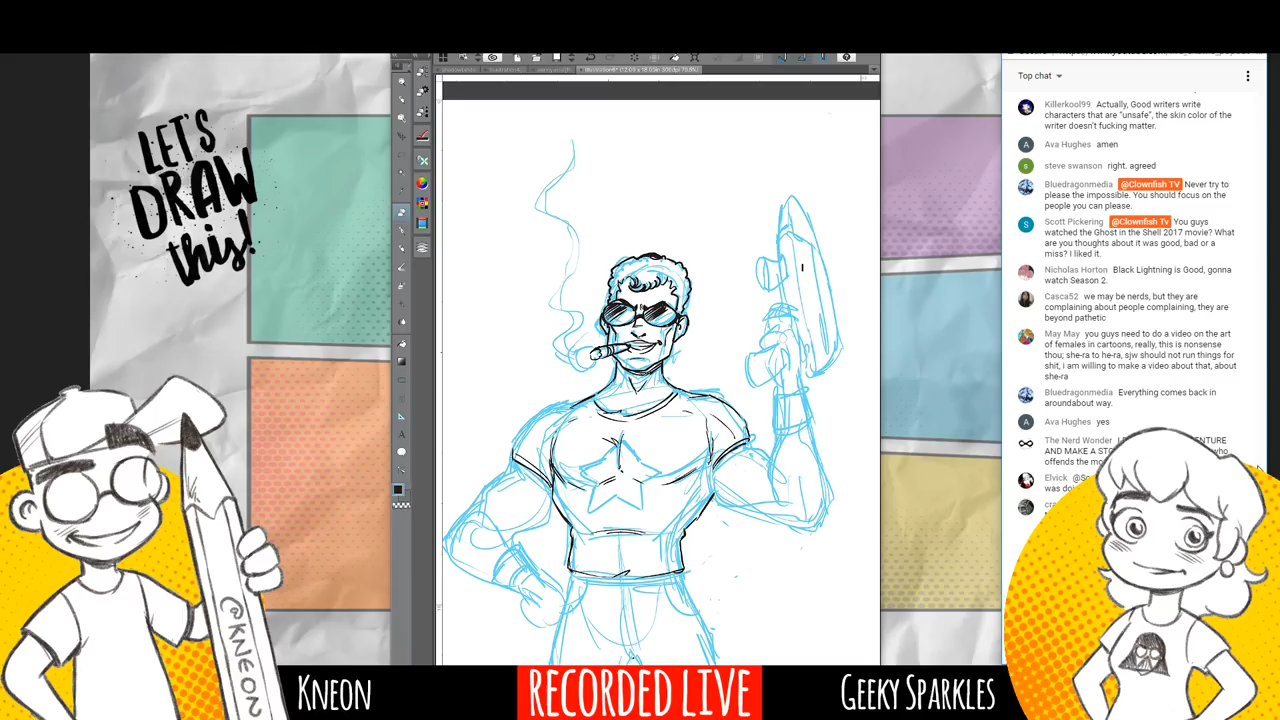 LET'S
DRAW
this!
Top chat
Killerkool99 Actually, Good writers write
characters that are "unsafe", the skin color of the
writer doesn't fucking matter.
A Ava Hughes amen
s steve swanson right. agreed
Bluedragonmedia @Clownfish TV Never try to
please the impossible. You should focus on the
people you can please.
S Scott Pickering @Clownfish Tv You guys
watched the Ghost in the Shell 2017 movie? What
are you thoughts about it was good, bad or a
miss? I liked it.
Nicholas Horton Black Lightning is Good, gonna
watch Season 2.
Casca52 we may be nerds, but they are
complaining about people complaining, they are
beyond pathetic
May May you guys need to do a video on the art
of females in cartoons, really, this is nonsense
thou; she-ra to he-ra, sjw should not run things for
shit, i am willing to make a video about that, about
she-ra
Bluedragonmedia Everything comes back in
aroundabout way.
A Ava Hughes yes
The Nerd Wonder
AND MAKE A
who
offends the
Elvick
was
@KNEON
KNEON
RECORDED LIVE
GEEKY SPARKLES